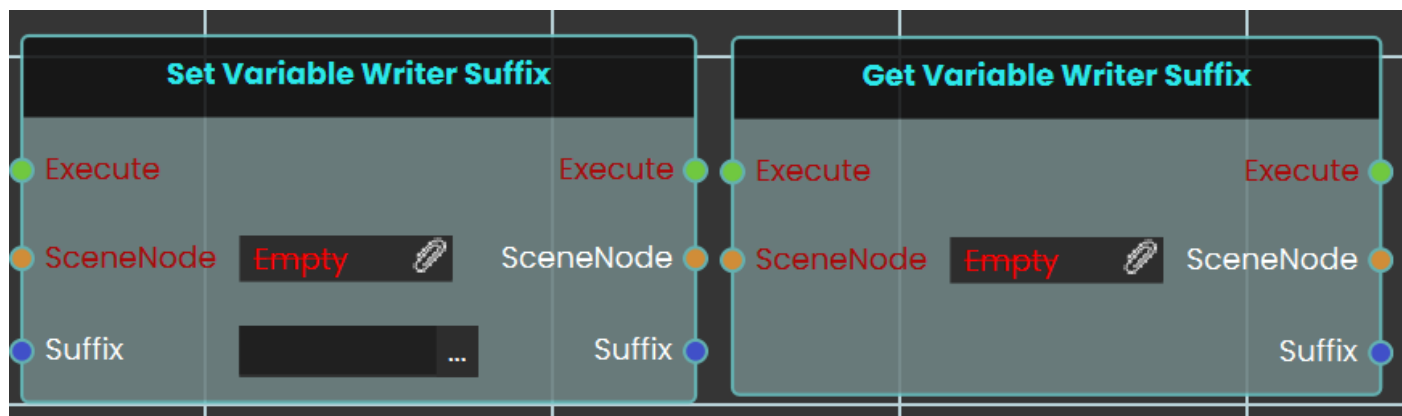 Set Variable Writer Suffix
Execute Execute
SceneNode Empty SceneNode
Suffix ... Suffix
Get Variable Writer Suffix
Execute Execute
SceneNode Empty SceneNode
Suffix